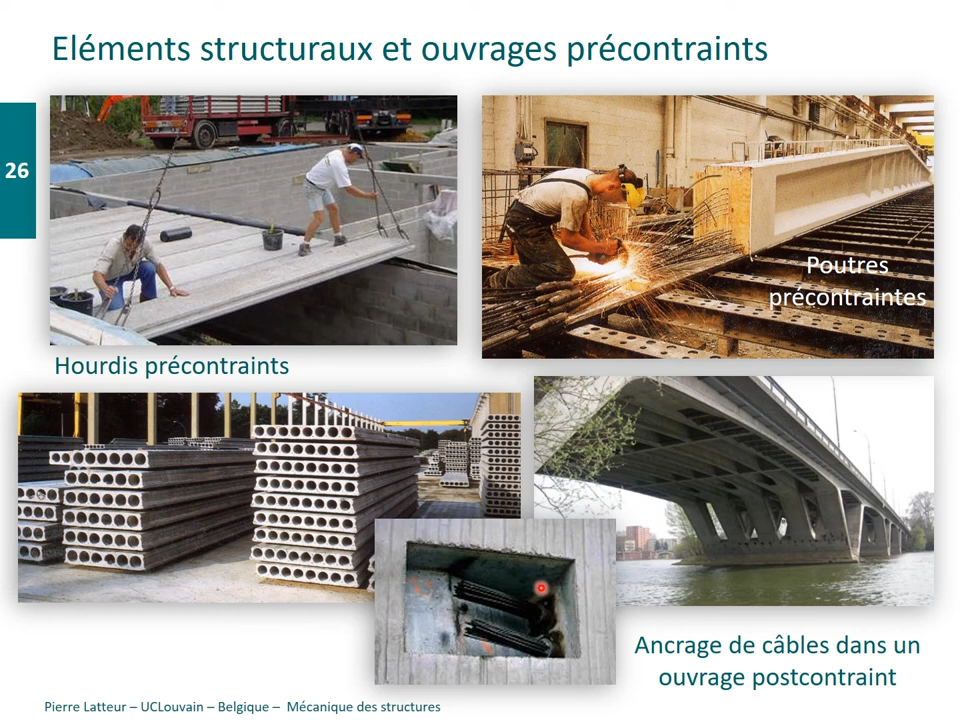 Eléments structuraux et ouvrages précontraints
26
Poutres
précontraintes
Hourdis précontraints
Ancrage de câbles dans un
ouvrage postcontraint
Pierre Latteur – UCLouvain – Belgique – Mécanique des structures